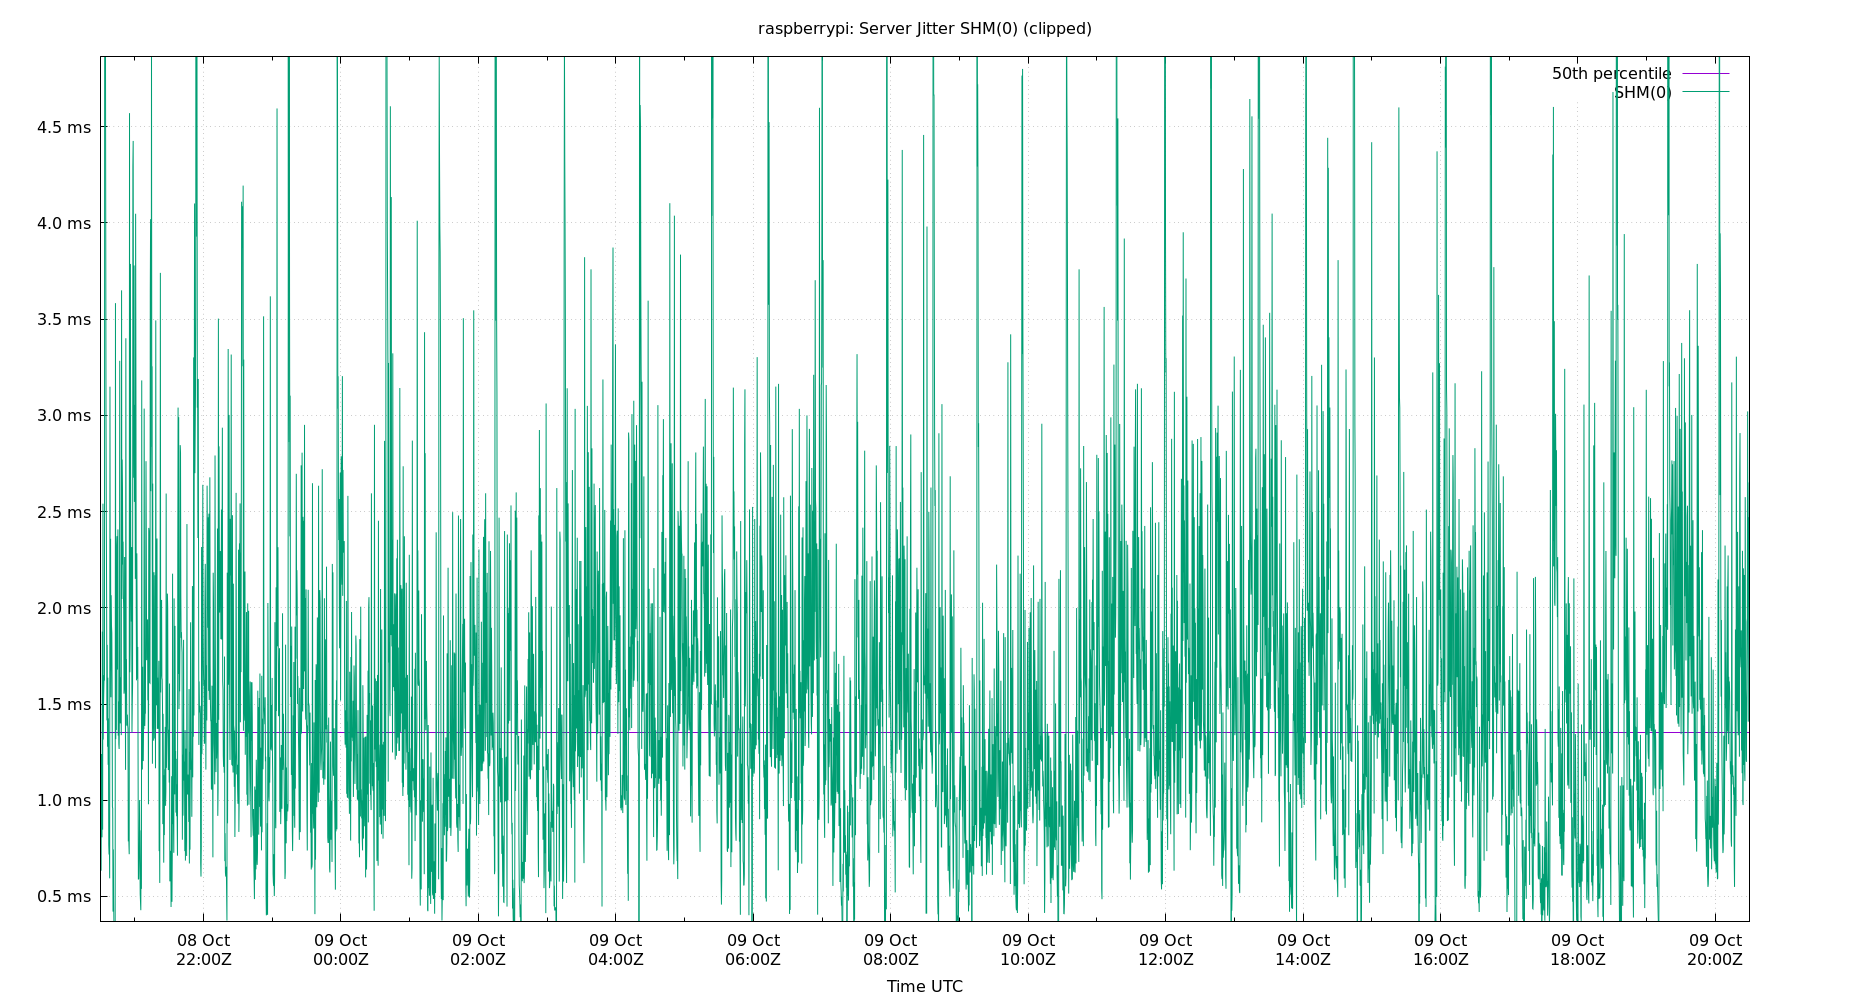 raspberrypi: Server Jitter SHM(0) (clipped)
50th percentile
SHM(0)
4.5 ms
4.0 ms
3.5 ms
3.0 ms
2.5 ms
2.0 ms
1.5 ms
1.0 ms
0.5 ms
08 Oct 09 Oct 09 Oct 09 Oct 09 Oct 09 Oct 09 Oct 09 Oct 09 Oct 09 Oct 09 Oct 09 Oct
22:00Z 00:00Z 02:00Z 04:00Z 06:00Z 08:00Z 10:00Z 12:00Z 14:00Z 16:00Z 18:00Z 20:00Z
Time UTC